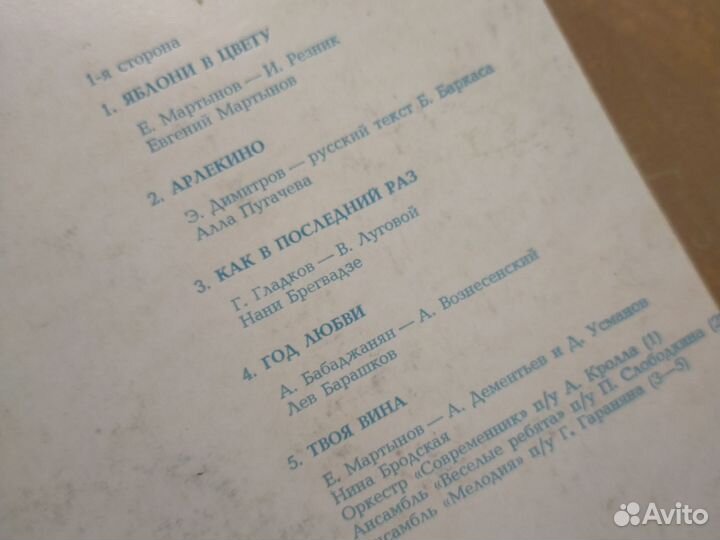 1-я сторона
1. ЯБЛОНИ В ЦВЕТУ
Е. Мартынов — И. Резник
Евгений Мартынов
2. АРЛЕКИНО
Э. Димитров — русский текст Б. Баркаса
Алла Пугачева
3. КАК В ПОСЛЕДНИЙ РАЗ
Г. Гладков — В. Луговой
Нани Брегвадзе
4. ГОД ЛЮБВИ
А. Бабаджанян — А. Вознесенский
Лев Барашков
5. ТВОЯ ВИНА
Е. Мартынов — А. Дементьев и Д. Усманов
Нина Бродская
Оркестр «Современник» п/у А. Кролла (1)
Ансамбль «Веселые ребята» п/у П. Слободкина (2
Ансамбль «Мелодия» п/у Г. Гараняна (3—5)
Avito